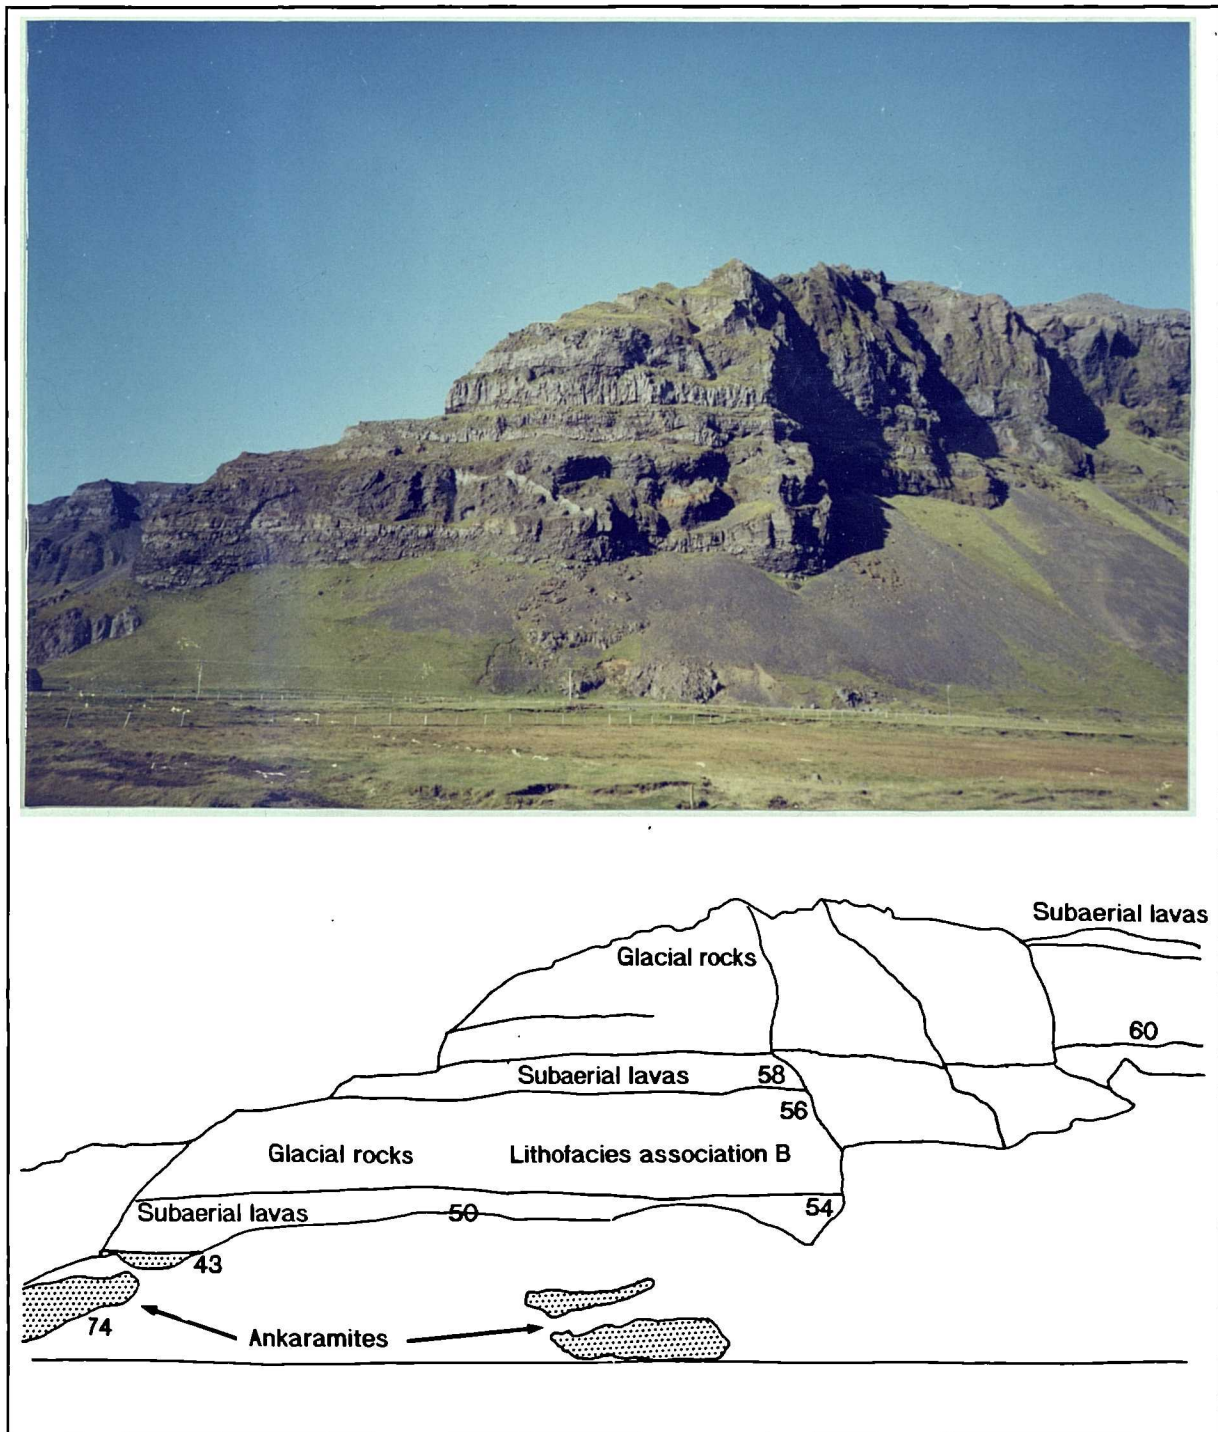 Subaerial lavas
Glacial rocks
60
Subaerial lavas 58
56
Glacial rocks Lithofacies association B
Subaerial lavas 50 54
43
74
Ankaramites